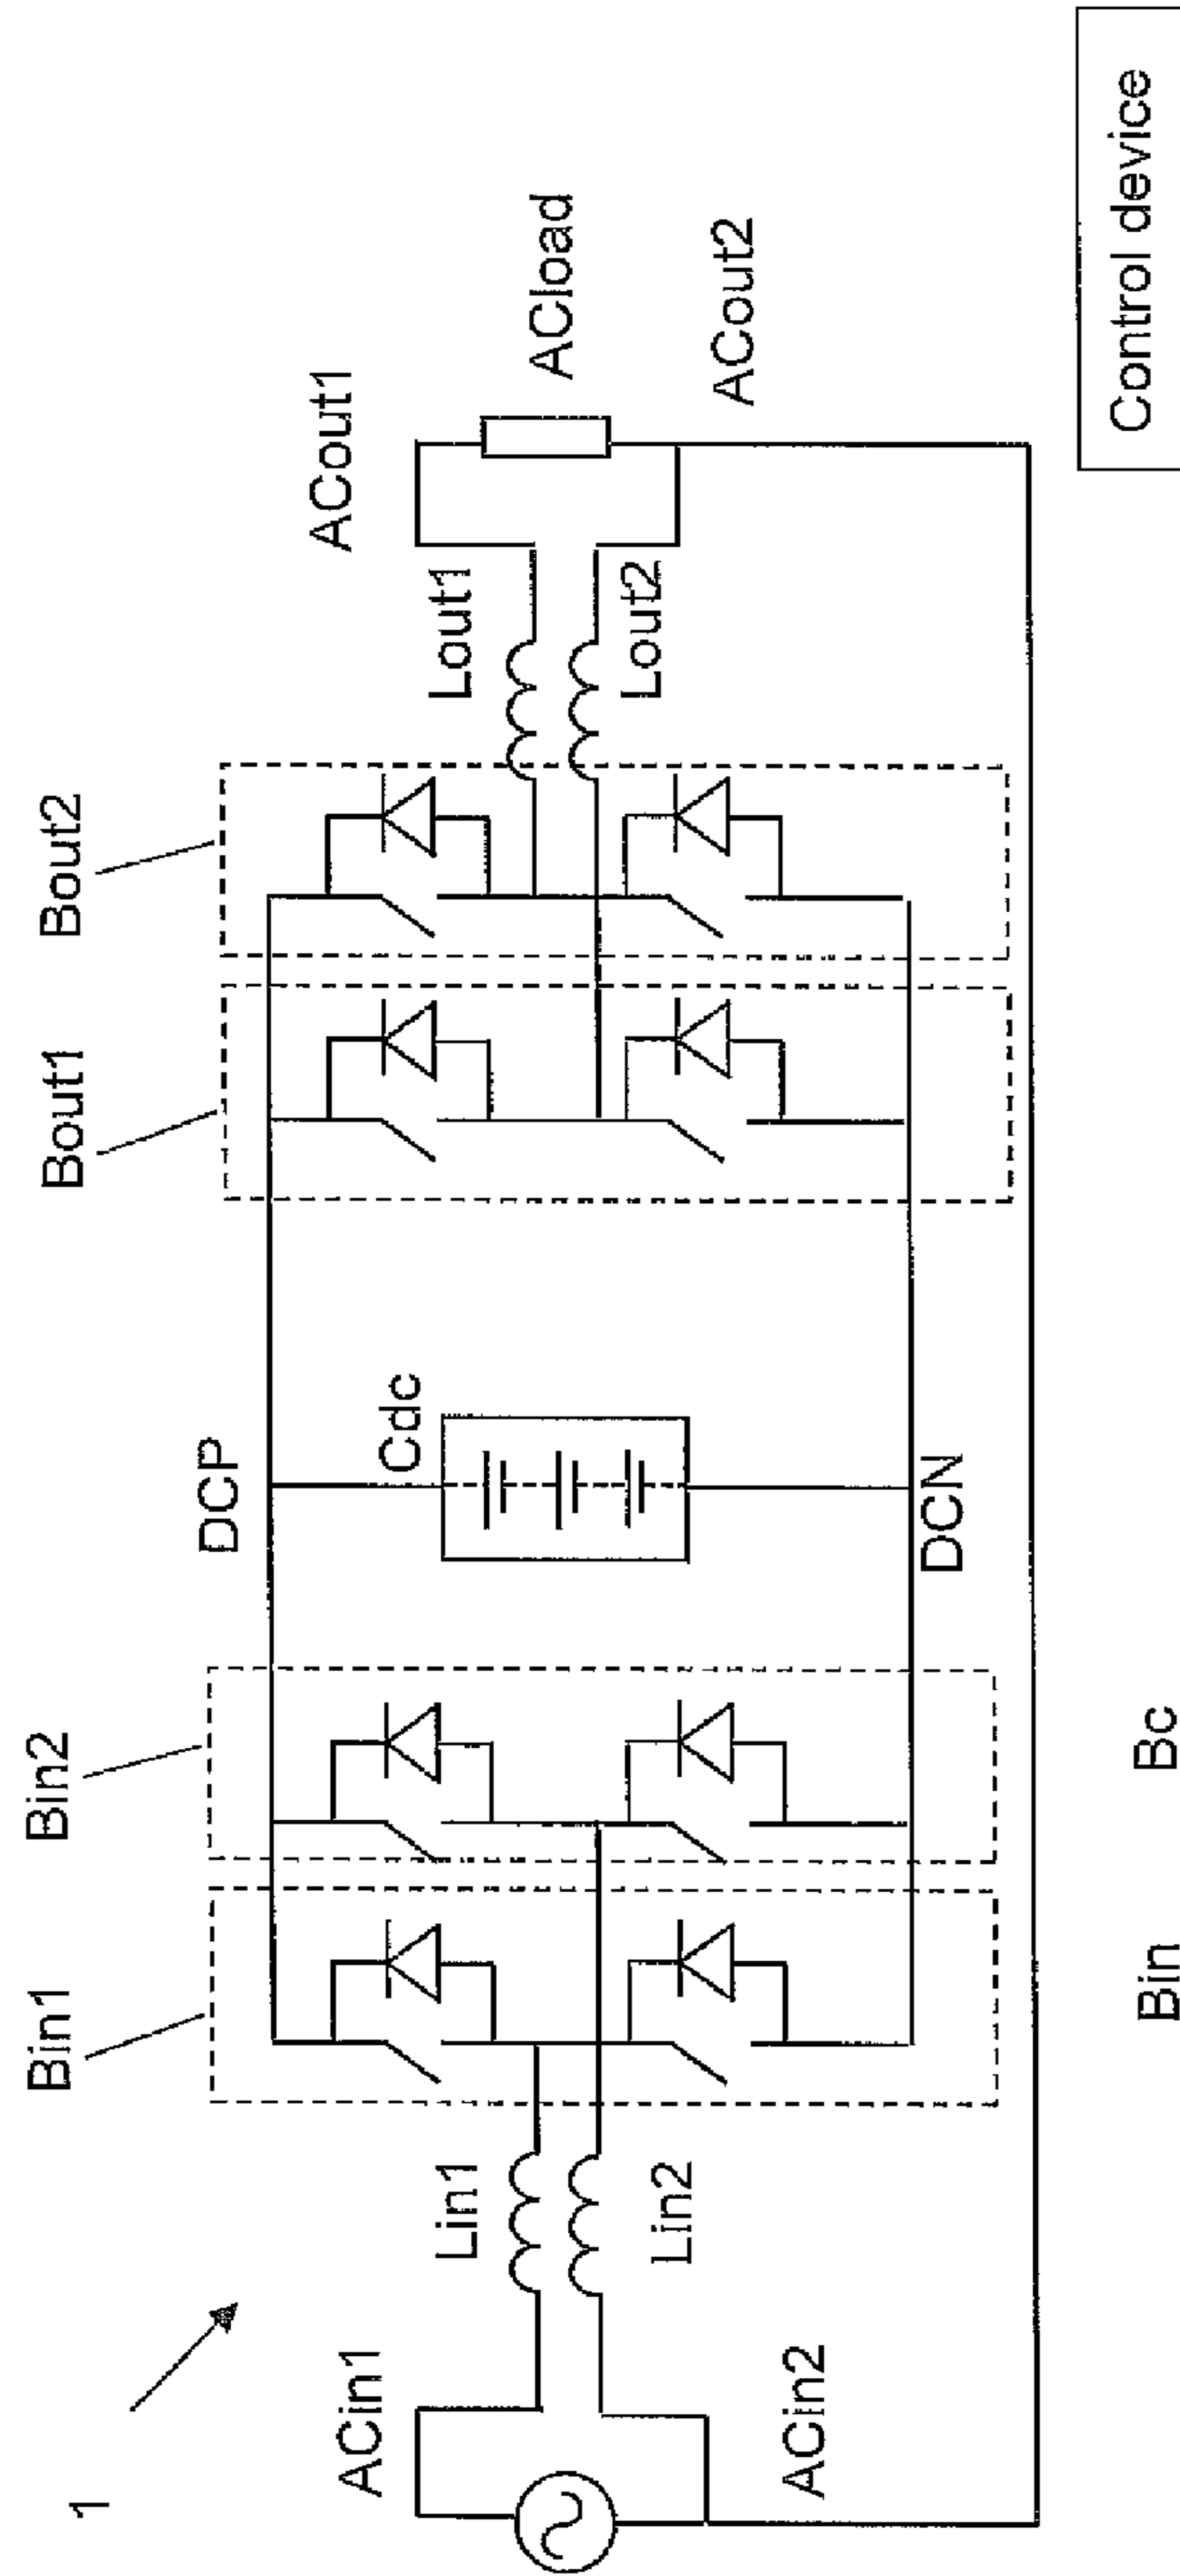 1
Bin1
Bin2
Bout1
Bout2
DCP
ACin1
Lin1
Cdc
Lout1
ACout1
ACload
ACin2
Lin2
Lout2
ACout2
DCN
Bin
Bc
Control device